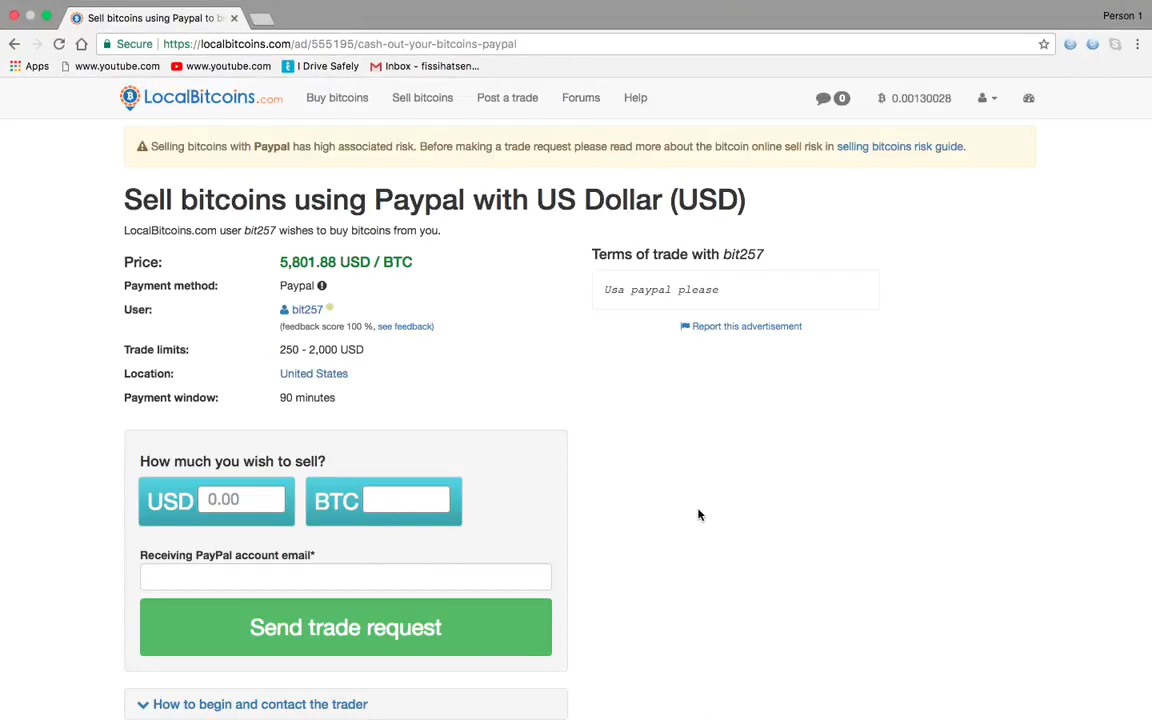 Sell bitcoins using Paypal to b
Person 1
Secure
https://localbitcoins.com/ad/555195/cash-out-your-bitcoins-paypal
Apps
www.youtube.com
www.youtube.com
I Drive Safely
Inbox - fissihatsen...
LocalBitcoins.com
Buy bitcoins
Sell bitcoins
Post a trade
Forums
Help
0
0.00130028
Selling bitcoins with Paypal has high associated risk. Before making a trade request please read more about the bitcoin online sell risk in selling bitcoins risk guide.
Sell bitcoins using Paypal with US Dollar (USD)
LocalBitcoins.com user bit257 wishes to buy bitcoins from you.
Price: 5,801.88 USD / BTC
Payment method: Paypal
User: bit257
(feedback score 100 %, see feedback)
Trade limits: 250 - 2,000 USD
Location: United States
Payment window: 90 minutes
Terms of trade with bit257
Usa paypal please
Report this advertisement
How much you wish to sell?
USD 0.00 BTC
Receiving PayPal account email*
Send trade request
How to begin and contact the trader